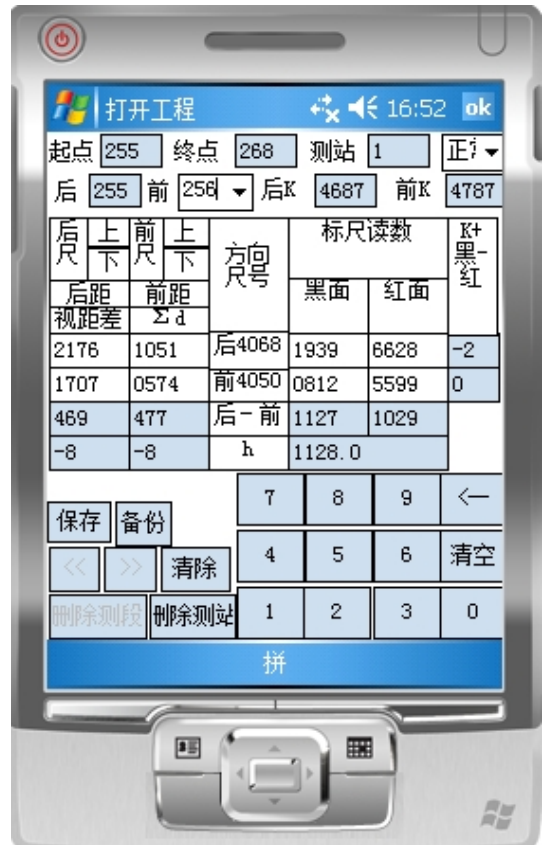 打开工程 16:52 ok
起点 255 终点 268 测站 1 正常
后 255 前 256 后K 4687 前K 4787
后尺 上 下 前尺 上 下 方向尺号 标尺读数 K+黑-红
后距 前距 黑面 红面
视距差 Σd
2176 1051 后4068 1939 6628 -2
1707 0574 前4050 0812 5599 0
469 477 后-前 1127 1029
-8 -8 h 1128.0
7 8 9 <—
保存 备份
<< >> 清除 4 5 6 清空
删除测段 删除测站 1 2 3 0
拼